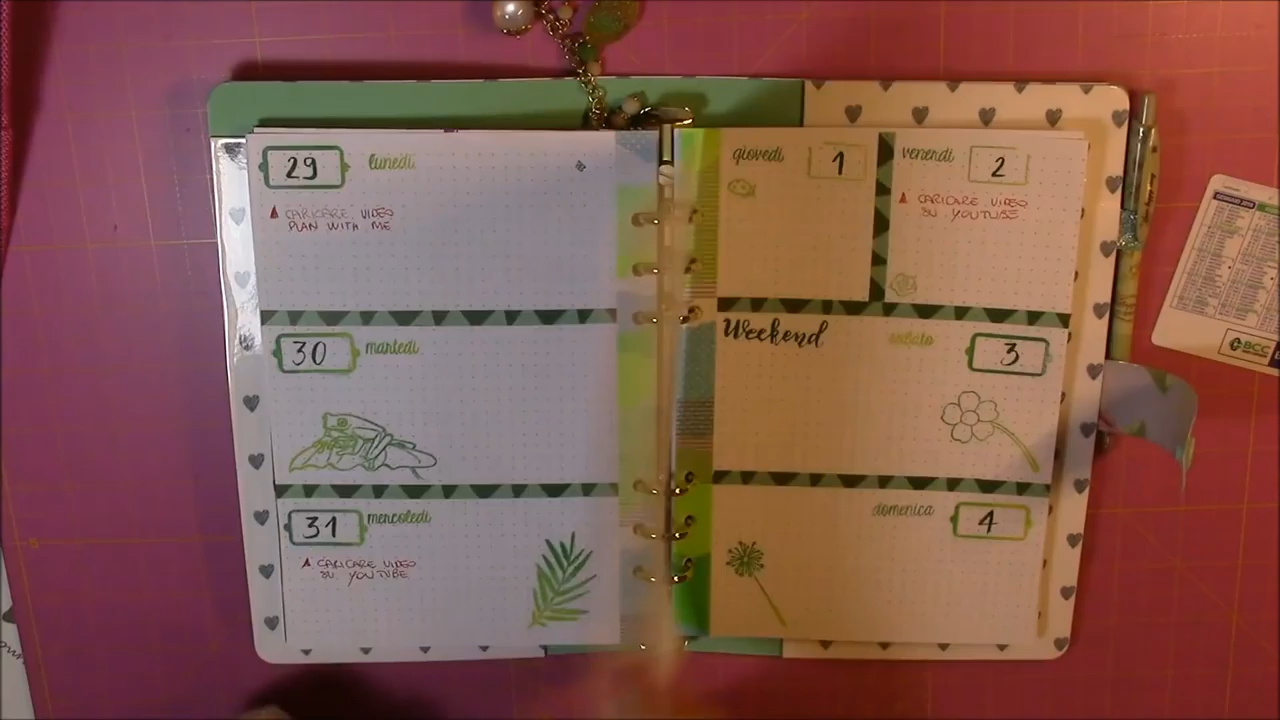 29 lunedì
CARICARE VIDEO
PLAN WITH ME
30 martedì
31 mercoledì
CARICARE VIDEO
SU YOUTUBE
giovedì 1
venerdì 2
CARICARE VIDEO
SU YOUTUBE
Weekend sabato 3
domenica 4
BCC